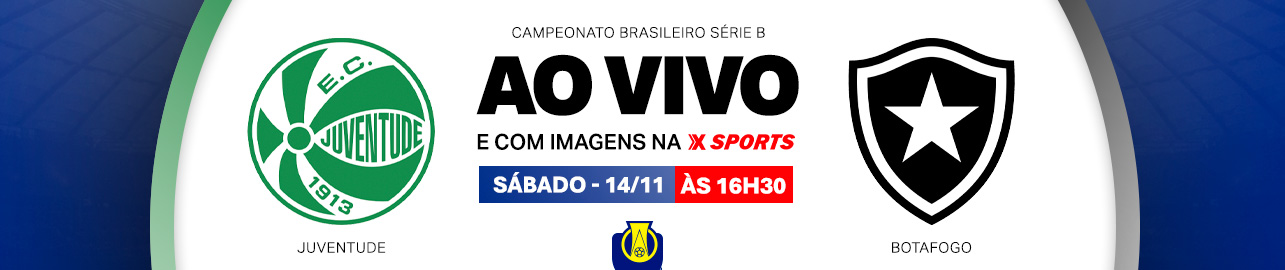 CAMPEONATO BRASILEIRO SÉRIE B
AO VIVO
E COM IMAGENS NA X SPORTS
SÁBADO - 14/11 ÀS 16H30
E.C.
JUVENTUDE
1913
JUVENTUDE
BOTAFOGO